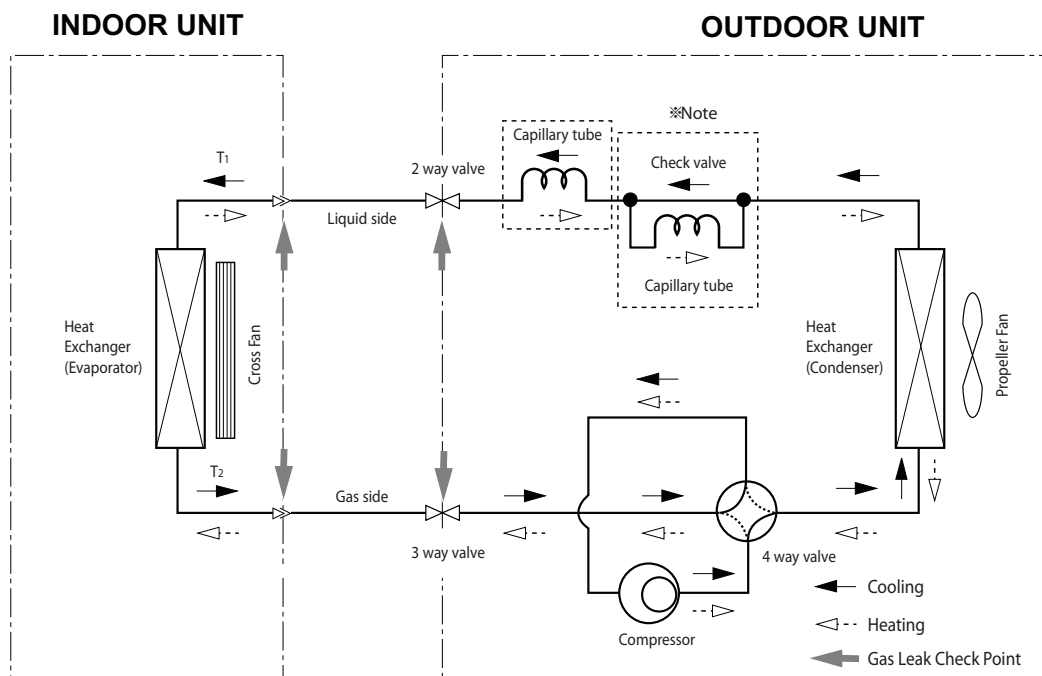 INDOOR UNIT
OUTDOOR UNIT
※Note
Capillary tube
Check valve
T1
2 way valve
Liquid side
Capillary tube
Heat
Exchanger
(Evaporator)
Cross Fan
Heat
Exchanger
(Condenser)
Propeller Fan
T2
Gas side
3 way valve
4 way valve
Compressor
Cooling
Heating
Gas Leak Check Point